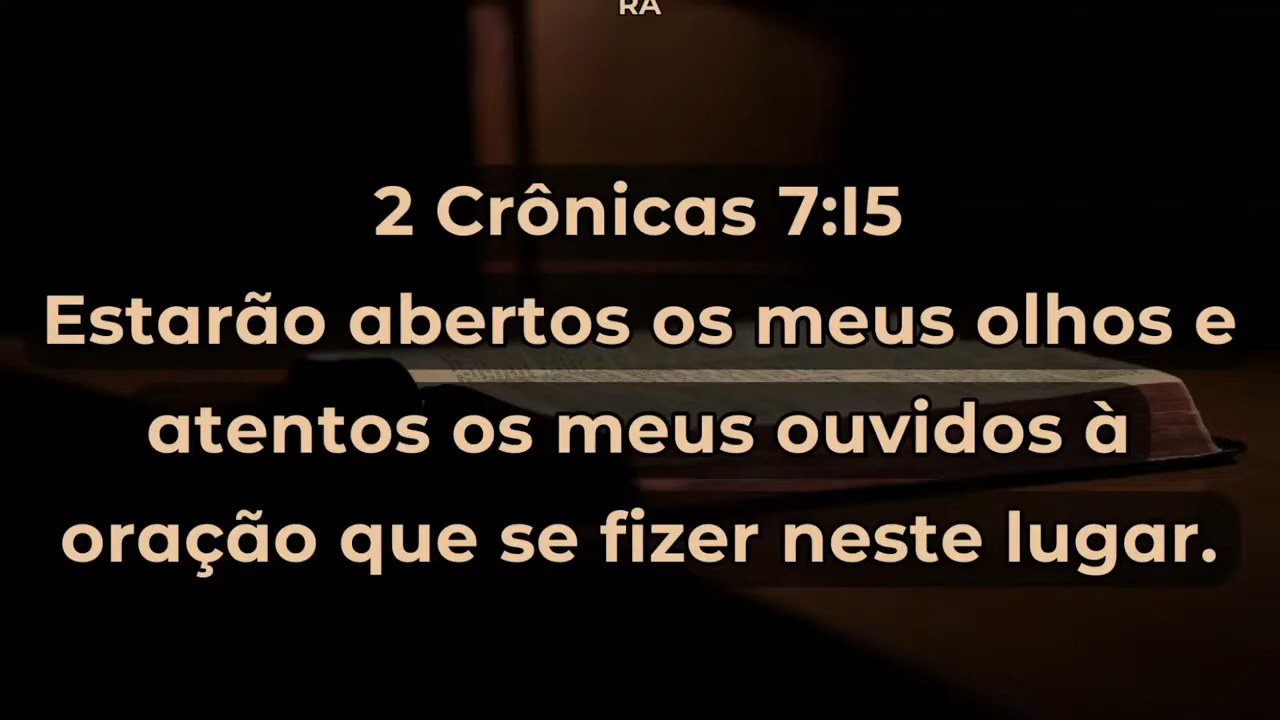 RA
2 Crônicas 7:15
Estarão abertos os meus olhos e
atentos os meus ouvidos à
oração que se fizer neste lugar.